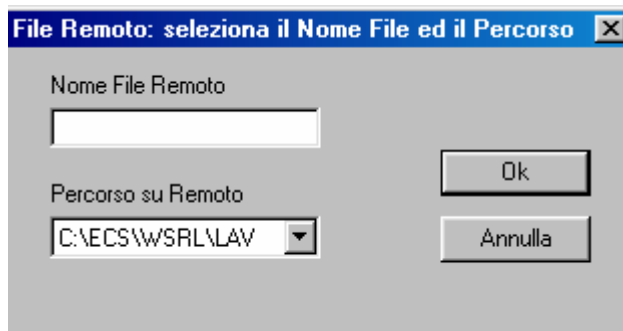 File Remoto: seleziona il Nome File ed il Percorso
Nome File Remoto
Ok
Percorso su Remoto
C:\ECS\WSRL\LAV
Annulla